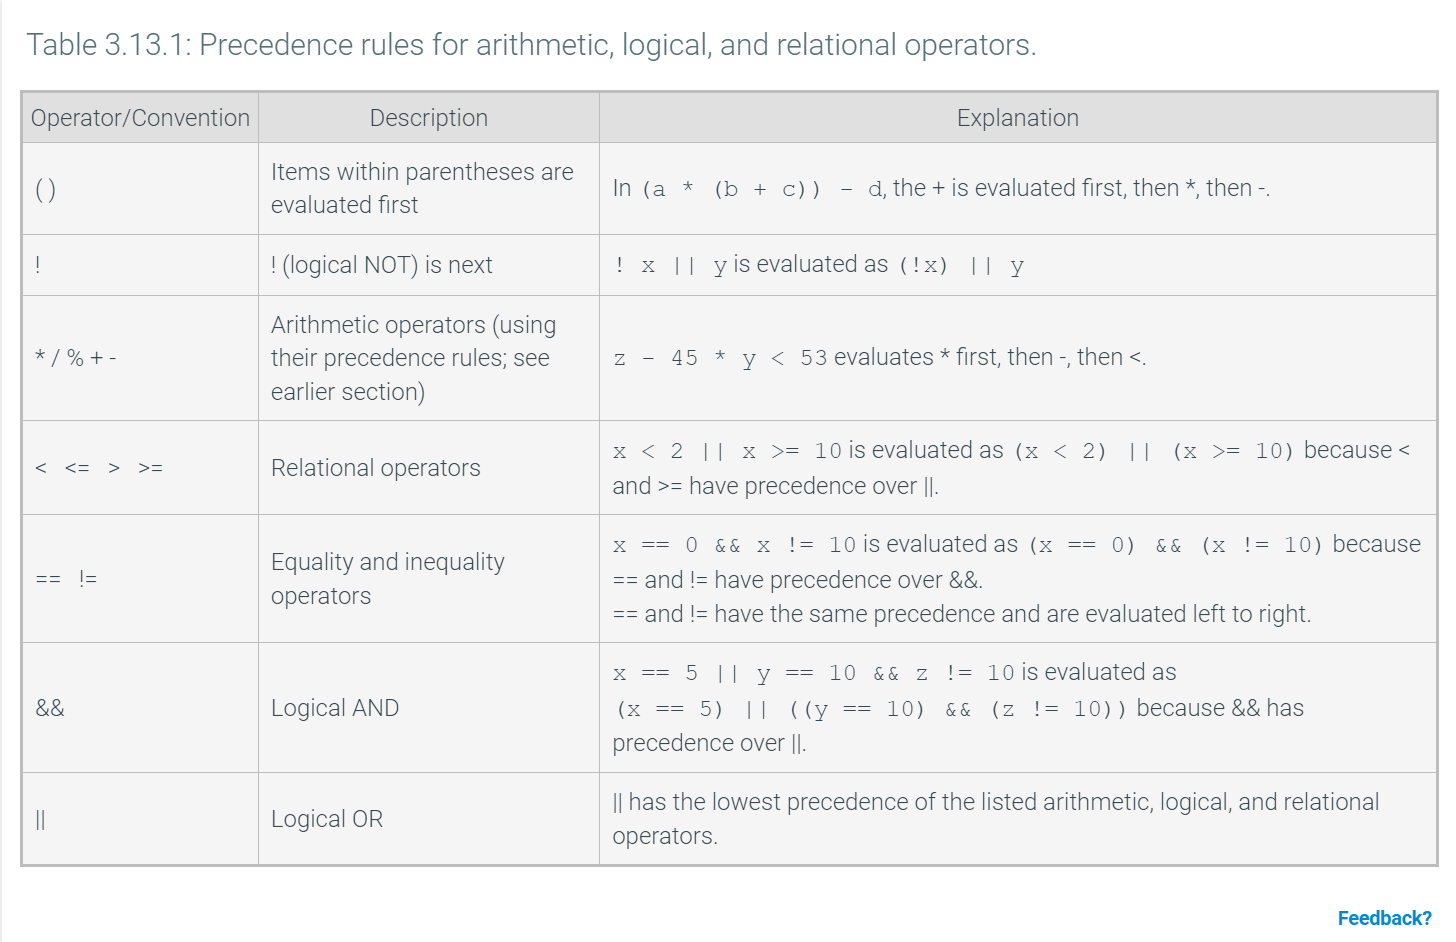 Table 3.13.1: Precedence rules for arithmetic, logical, and relational operators.
Operator/Convention Description Explanation
( ) Items within parentheses are
evaluated first
In (a * (b + c)) - d, the + is evaluated first, then *, then -.
! ! (logical NOT) is next ! x || y is evaluated as (!x) || y
* / % + - Arithmetic operators (using
their precedence rules; see
earlier section)
z - 45 * y < 53 evaluates * first, then -, then <.
< <= > >= Relational operators
x < 2 || x >= 10 is evaluated as (x < 2) || (x >= 10) because <
and >= have precedence over ||.
== != Equality and inequality
operators
x == 0 && x != 10 is evaluated as (x == 0) && (x != 10) because
== and != have precedence over &&.
== and != have the same precedence and are evaluated left to right.
&& Logical AND
x == 5 || y == 10 && z != 10 is evaluated as
(x == 5) || ((y == 10) && (z != 10)) because && has
precedence over ||.
|| Logical OR
|| has the lowest precedence of the listed arithmetic, logical, and relational
operators.
Feedback?